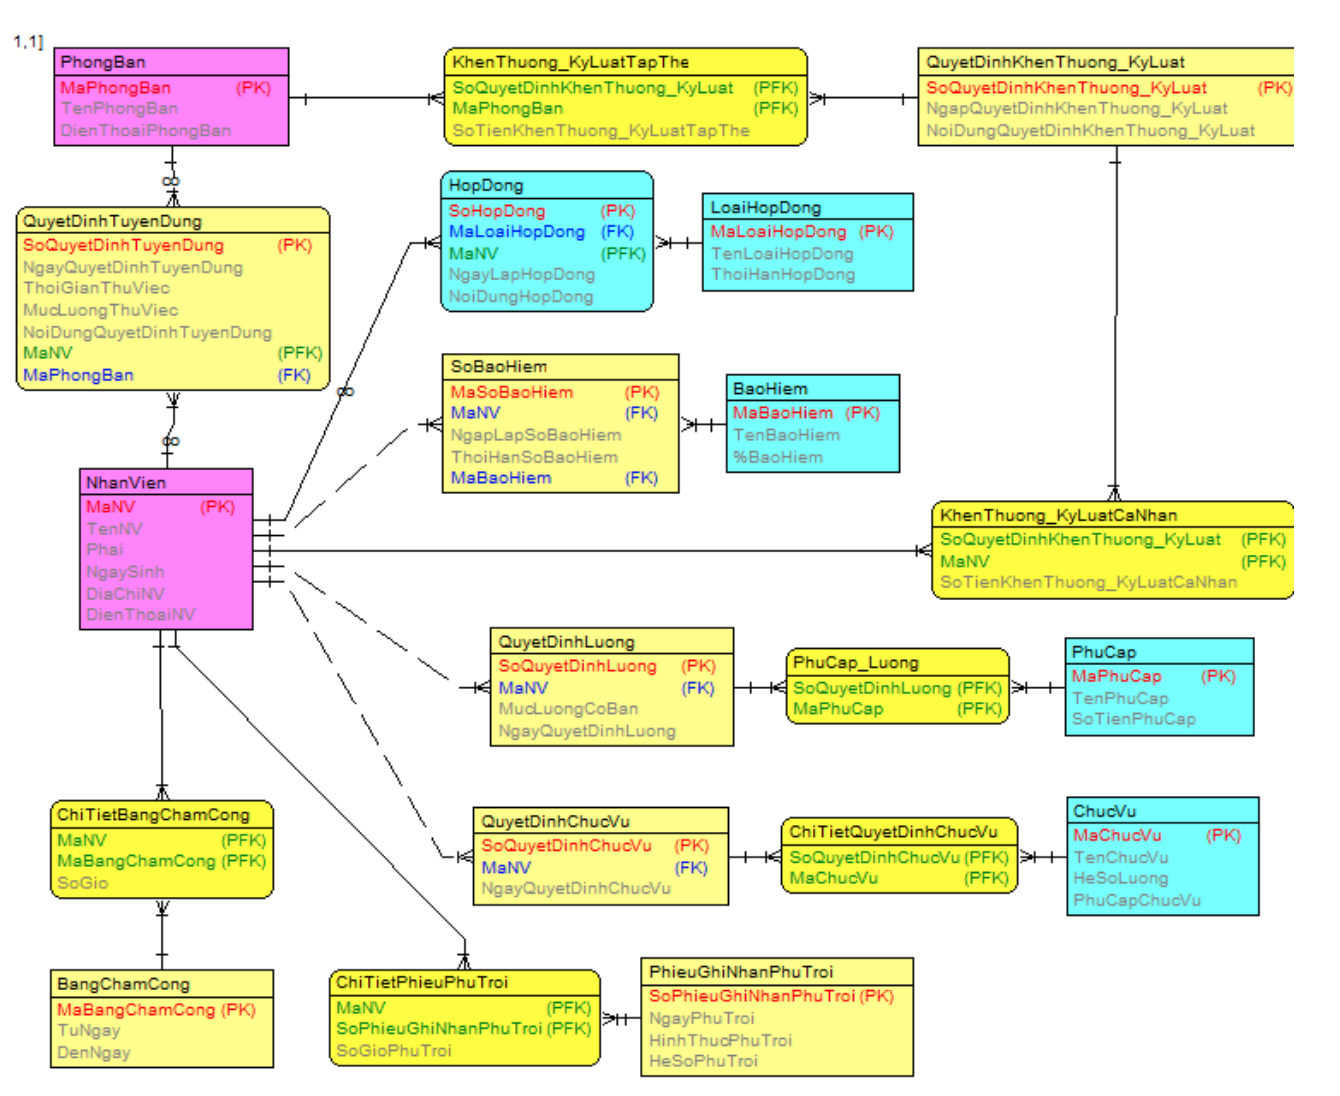 1,1]
PhongBan
MaPhongBan (PK)
TenPhongBan
DienThoaiPhongBan
KhenThuong_KyLuatTapThe
SoQuyetDinhKhenThuong_KyLuat (PFK)
MaPhongBan (PFK)
SoTienKhenThuong_KyLuatTapThe
QuyetDinhKhenThuong_KyLuat
SoQuyetDinhKhenThuong_KyLuat (PK)
NgapQuyetDinhKhenThuong_KyLuat
NoiDungQuyetDinhKhenThuong_KyLuat
QuyetDinhTuyenDung
SoQuyetDinhTuyenDung (PK)
NgayQuyetDinhTuyenDung
ThoiGianThuViec
MucLuongThuViec
NoiDungQuyetDinhTuyenDung
MaNV (PFK)
MaPhongBan (FK)
HopDong
SoHopDong (PK)
MaLoaiHopDong (FK)
MaNV (PFK)
NgayLapHopDong
NoiDungHopDong
LoaiHopDong
MaLoaiHopDong (PK)
TenLoaiHopDong
ThoiHanHopDong
SoBaoHiem
MaSoBaoHiem (PK)
MaNV (FK)
NgapLapSoBaoHiem
ThoiHanSoBaoHiem
MaBaoHiem (FK)
BaoHiem
MaBaoHiem (PK)
TenBaoHiem
%BaoHiem
NhanVien
MaNV (PK)
TenNV
Phai
NgaySinh
DiaChiNV
DienThoaiNV
KhenThuong_KyLuatCaNhan
SoQuyetDinhKhenThuong_KyLuat (PFK)
MaNV (PFK)
SoTienKhenThuong_KyLuatCaNhan
QuyetDinhLuong
SoQuyetDinhLuong (PK)
MaNV (FK)
MucLuongCoBan
NgayQuyetDinhLuong
PhuCap_Luong
SoQuyetDinhLuong (PFK)
MaPhuCap (PFK)
PhuCap
MaPhuCap (PK)
TenPhuCap
SoTienPhuCap
ChiTietBangChamCong
MaNV (PFK)
MaBangChamCong (PFK)
SoGio
QuyetDinhChucVu
SoQuyetDinhChucVu (PK)
MaNV (FK)
NgayQuyetDinhChucVu
ChiTietQuyetDinhChucVu
SoQuyetDinhChucVu (PFK)
MaChucVu (PFK)
ChucVu
MaChucVu (PK)
TenChucVu
HeSoLuong
PhuCapChucVu
BangChamCong
MaBangChamCong (PK)
TuNgay
DenNgay
ChiTietPhieuPhuTroi
MaNV (PFK)
SoPhieuGhiNhanPhuTroi (PFK)
SoGioPhuTroi
PhieuGhiNhanPhuTroi
SoPhieuGhiNhanPhuTroi (PK)
NgayPhuTroi
HinhThucPhuTroi
HeSoPhuTroi